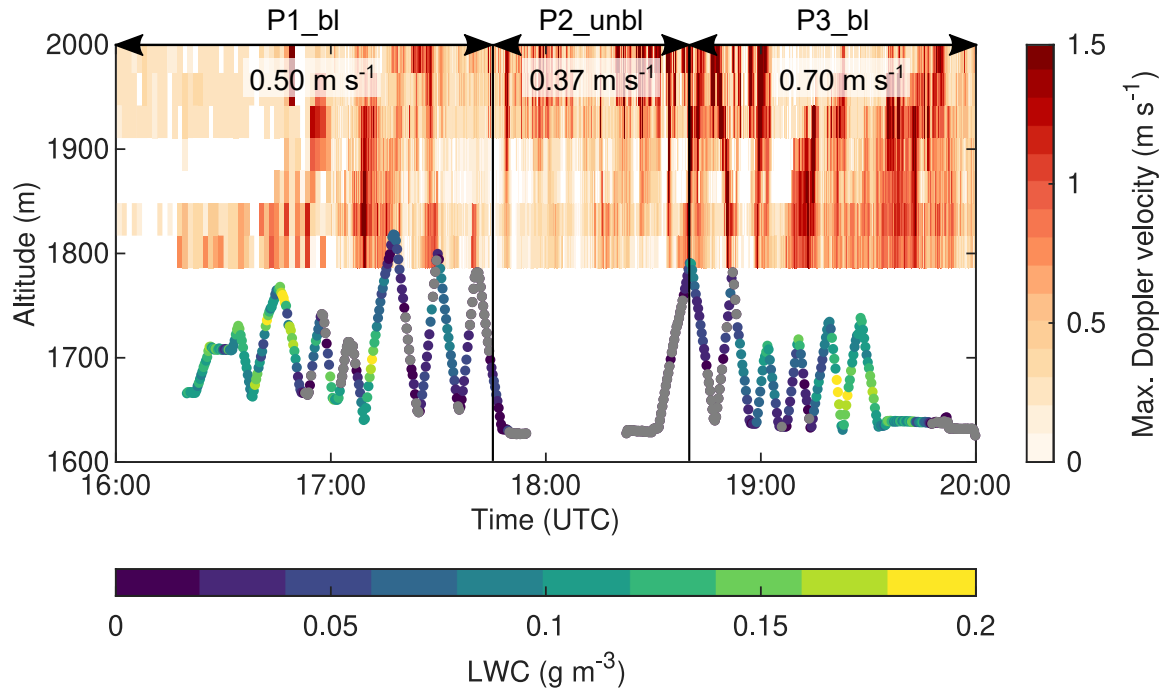 P1_bl P2_unbl P3_bl
0.50 m s-1 0.37 m s-1 0.70 m s-1
2000
1900
1800
1700
1600
Altitude (m)
16:00 17:00 18:00 19:00 20:00
Time (UTC)
1.5
1
0.5
0
Max. Doppler velocity (m s-1)
0 0.05 0.1 0.15 0.2
LWC (g m-3)